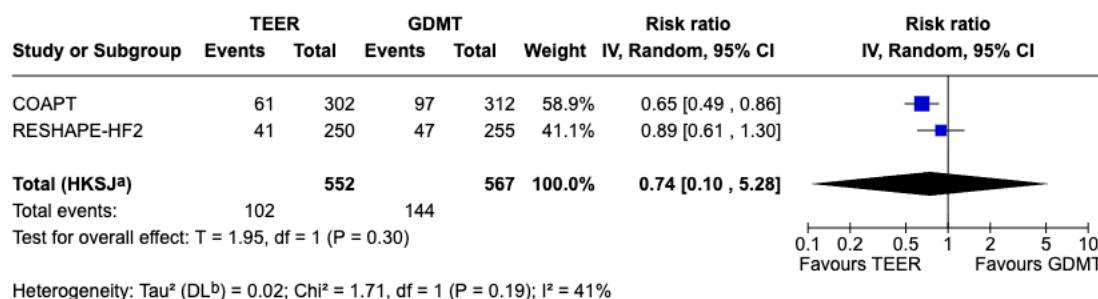 TEER GDMT Risk ratio Risk ratio
Study or Subgroup Events Total Events Total Weight IV, Random, 95% CI IV, Random, 95% CI
COAPT 61 302 97 312 58.9% 0.65 [0.49 , 0.86]
RESHAPE-HF2 41 250 47 255 41.1% 0.89 [0.61 , 1.30]
Total (HKSJᵃ) 552 567 100.0% 0.74 [0.10 , 5.28]
Total events: 102 144
Test for overall effect: T = 1.95, df = 1 (P = 0.30)
0.1 0.2 0.5 1 2 5 10
Favours TEER Favours GDMT
Heterogeneity: Tau² (DLᵇ) = 0.02; Chi² = 1.71, df = 1 (P = 0.19); I² = 41%